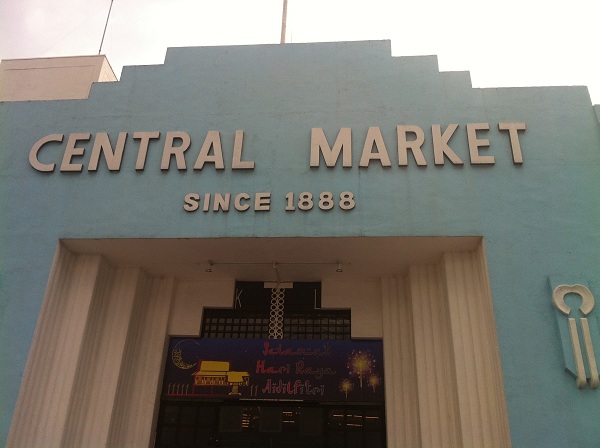 CENTRAL MARKET
SINCE 1888
K L
Selamat
Hari Raya
Aidilfitri